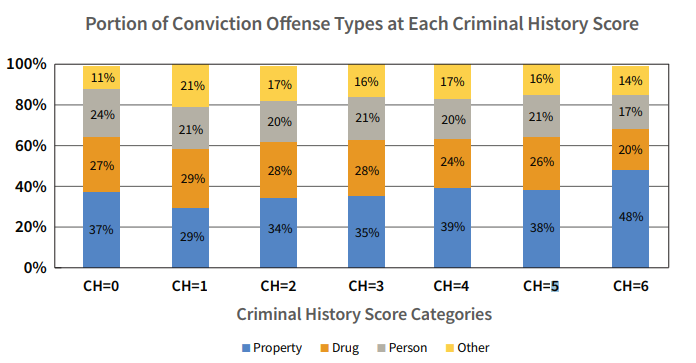 Portion of Conviction Offense Types at Each Criminal History Score
100%
80%
60%
40%
20%
0%
11% 21% 17% 16% 17% 16% 14%
24% 21% 20% 21% 20% 21% 17%
27% 29% 28% 28% 24% 26% 20%
37% 29% 34% 35% 39% 38% 48%
CH=0 CH=1 CH=2 CH=3 CH=4 CH=5 CH=6
Criminal History Score Categories
Property Drug Person Other